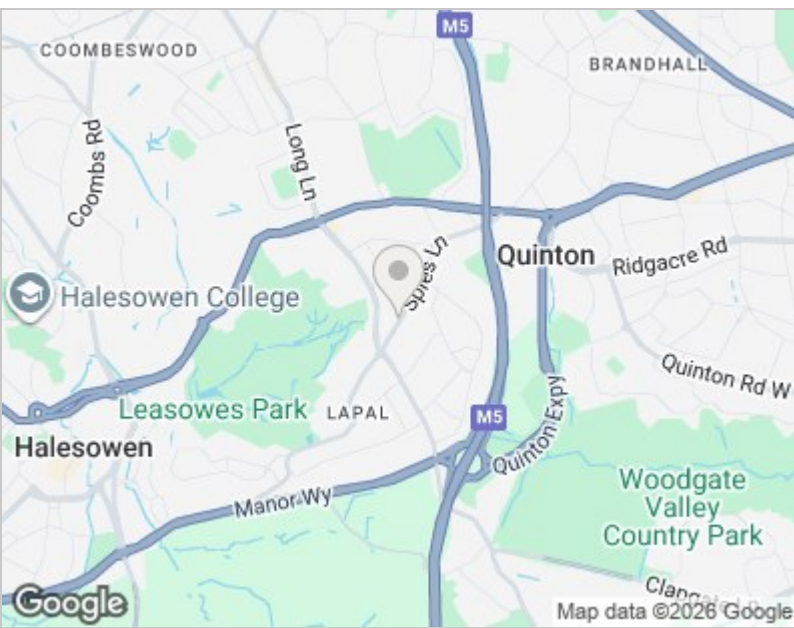 M5
COOMBESWOOD
BRANDHALL
Coombs Rd
Long Ln
Spies Ln
Quinton
Ridgacre Rd
Halesowen College
Quinton Rd W
Leasowes Park
LAPAL
M5
Halesowen
Quinton Expy
Manor Wy
Woodgate
Valley
Country Park
Google
Map data ©2026 Google